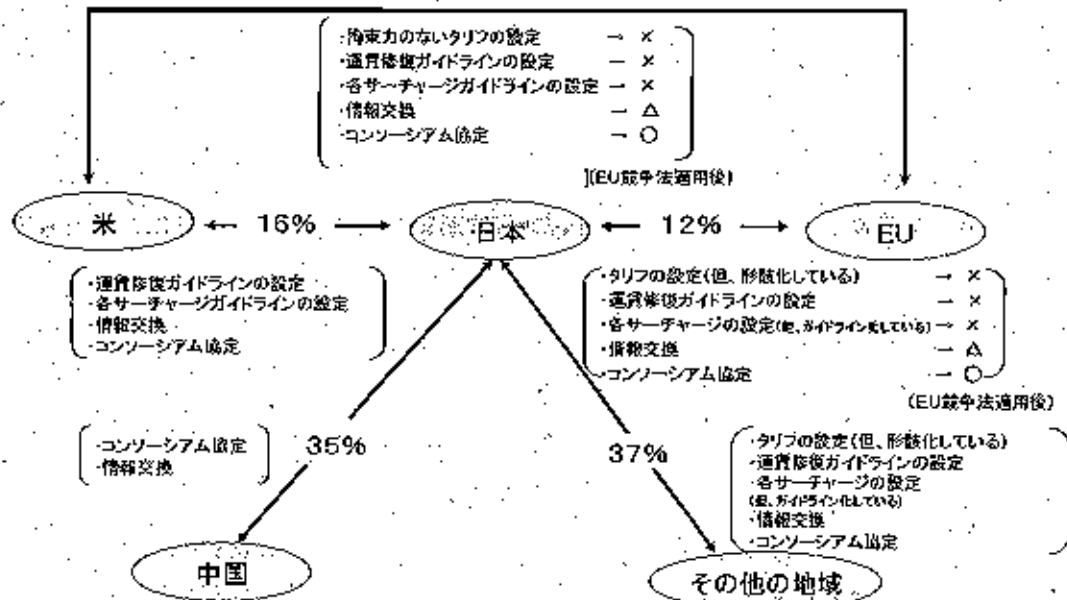 ・拘束力のないタリフの設定 → ×
・運賃修復ガイドラインの設定 － ×
・各サーチャージガイドラインの設定 － ×
・情報交換 － △
・コンソーシアム協定 → ○
](EU競争法適用後)
米
16%
日本
12%
EU
・運賃修復ガイドラインの設定
・各サーチャージガイドラインの設定
・情報交換
・コンソーシアム協定
・タリフの設定(但、形骸化している) → ×
・運賃修復ガイドラインの設定 → ×
・各サーチャージの設定(但、ガイドライン化している) → ×
・情報交換 － △
・コンソーシアム協定 → ○
(EU競争法適用後)
・コンソーシアム協定
・情報交換
35%
37%
・タリフの設定(但、形骸化している)
・運賃修復ガイドラインの設定
・各サーチャージの設定
(但、ガイドライン化している)
・情報交換
・コンソーシアム協定
中国
その他の地域